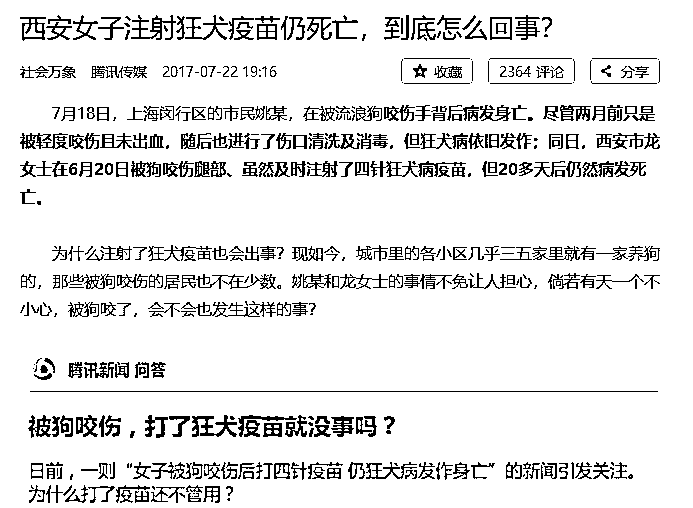 西安女子注射狂犬疫苗仍死亡，到底怎么回事？
社会万象 腾讯传媒 2017-07-22 19:16 收藏 2364 评论 分享
7月18日，上海闵行区的市民姚某，在被流浪狗咬伤手背后病发身亡。尽管两月前只是
被轻度咬伤且未出血，随后也进行了伤口清洗及消毒，但狂犬病依旧发作；同日，西安市龙
女士在6月20日被狗咬伤腿部、虽然及时注射了四针狂犬病疫苗，但20多天后仍然病发死
亡。
为什么注射了狂犬疫苗也会出事？现如今，城市里的各小区几乎三五家里就有一家养狗
的，那些被狗咬伤的居民也不在少数。姚某和龙女士的事情不免让人担心，倘若有天一个不
小心，被狗咬了，会不会也发生这样的事？
腾讯新闻 问答
被狗咬伤，打了狂犬疫苗就没事吗？
日前，一则“女子被狗咬伤后打四针疫苗 仍狂犬病发作身亡”的新闻引发关注。
为什么打了疫苗还不管用？